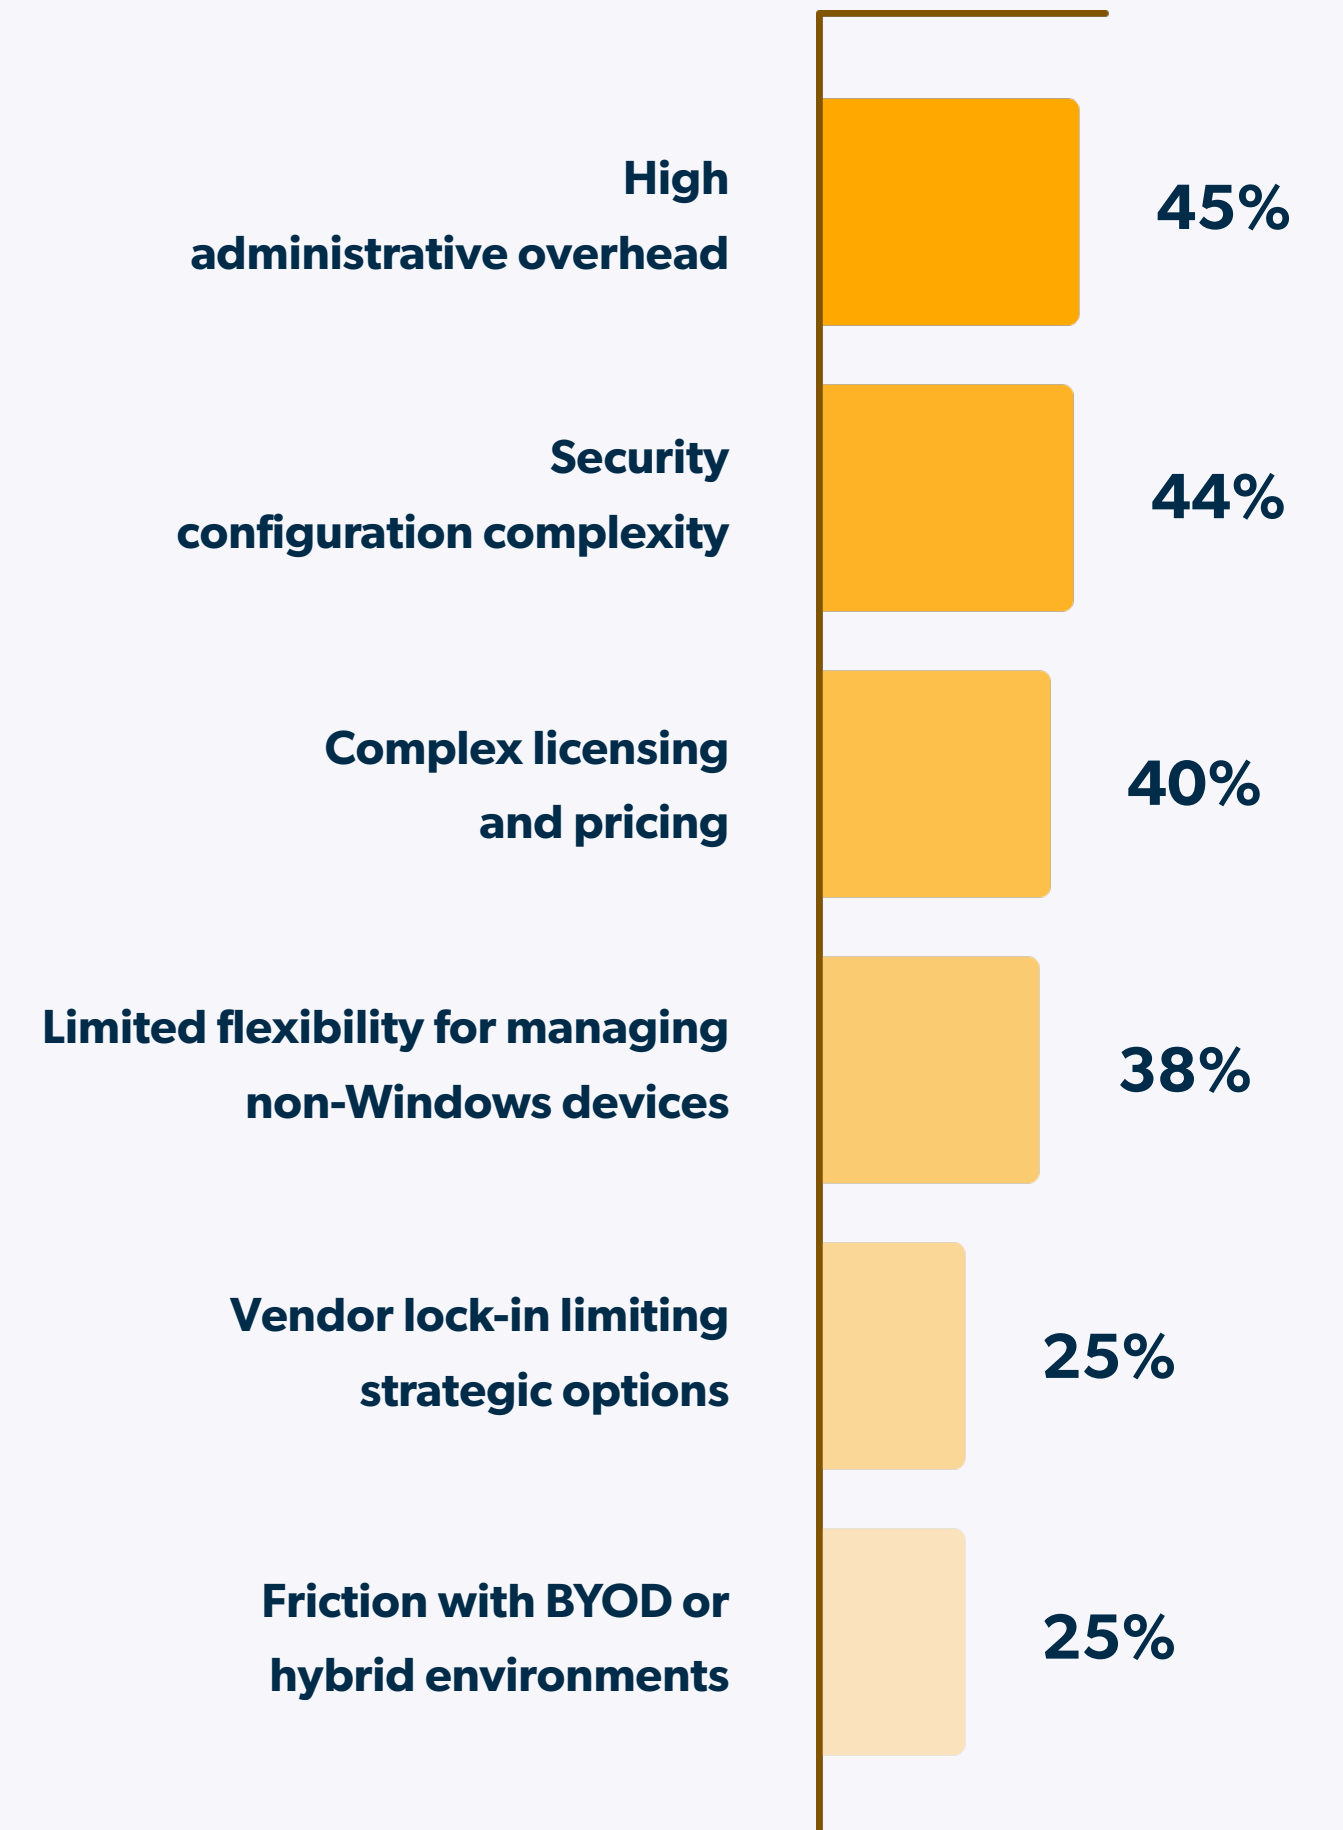 High
administrative overhead
45%
Security
configuration complexity
44%
Complex licensing
and pricing
40%
Limited flexibility for managing
non-Windows devices
38%
Vendor lock-in limiting
strategic options
25%
Friction with BYOD or
hybrid environments
25%